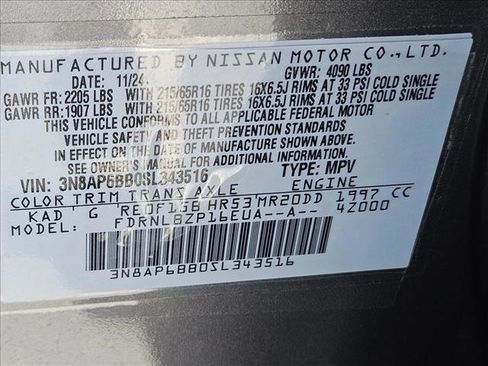 MANUFACTURED BY NISSAN MOTOR CO.,LTD.
DATE: 11/24. GVWR: 4090 LBS
GAWR FR: 2205 LBS WITH 215/65R16 TIRES 16X6.5J RIMS AT 33 PSI COLD SINGLE
GAWR RR: 1907 LBS WITH 215/65R16 TIRES 16X6.5J RIMS AT 33 PSI COLD SINGLE
THIS VEHICLE CONFORMS TO ALL APPLICABLE FEDERAL MOTOR
VEHICLE SAFETY AND THEFT PREVENTION STANDARDS
IN EFFECT ON THE DATE OF MANUFACTURE SHOWN ABOVE.
SEE OWNER'S MANUAL FOR ADDITIONAL INFORMATION.
VIN: 3N8AP6BB0SL343516 TYPE: MPV
COLOR TRIM TRANS AXLE ENGINE
KAD G RE0F15B HR53 MR20DD 1997 CC
MODEL FDRNLBZP16EUA--A-- 4Z000
3N8AP6BB0SL343516